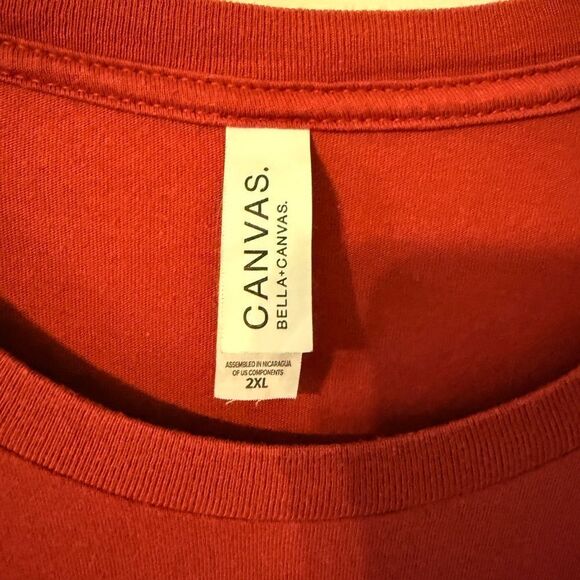 CANVAS.
BELLA+CANVAS.
ASSEMBLED IN NICARAGUA
OF US COMPONENTS
2XL